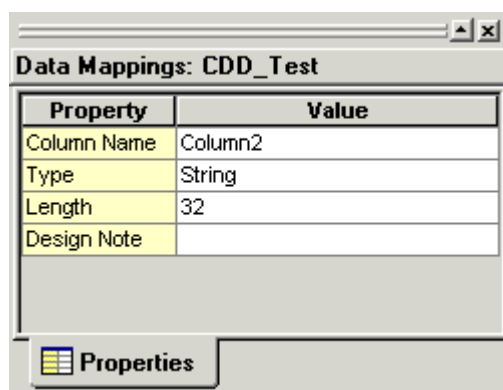 Data Mappings: CDD_Test
Property Value
Column Name Column2
Type String
Length 32
Design Note
Properties